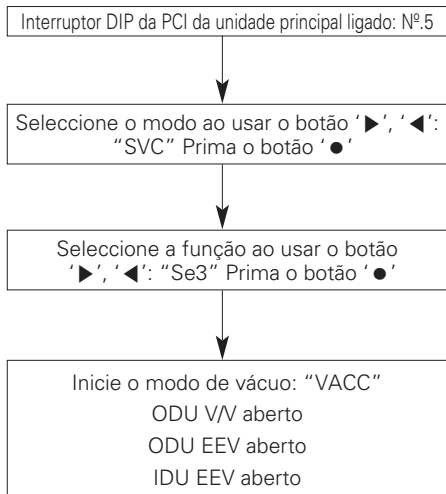 Interruptor DIP da PCI da unidade principal ligado: Nº.5
Seleccione o modo ao usar o botão ‘▶’, ‘◀’:
“SVC” Prima o botão ‘●’
Seleccione a função ao usar o botão
‘▶’, ‘◀’: “Se3” Prima o botão ‘●’
Inicie o modo de vácuo: “VACC”
ODU V/V aberto
ODU EEV aberto
IDU EEV aberto